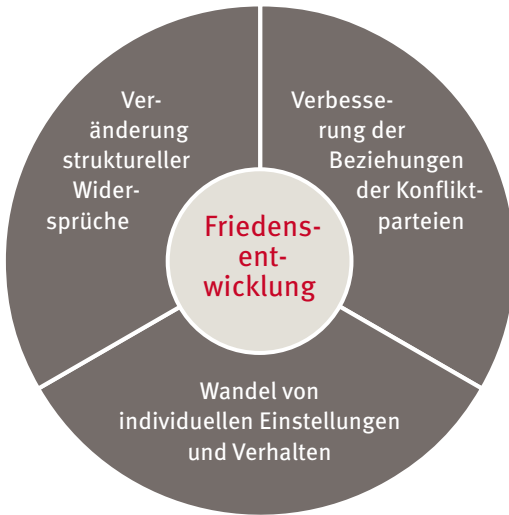 Ver-
änderung
struktureller
Wider-
sprüche
Verbesse-
rung der
Beziehungen
der Konflikt-
parteien
Friedens-
ent-
wicklung
Wandel von
individuellen Einstellungen
und Verhalten